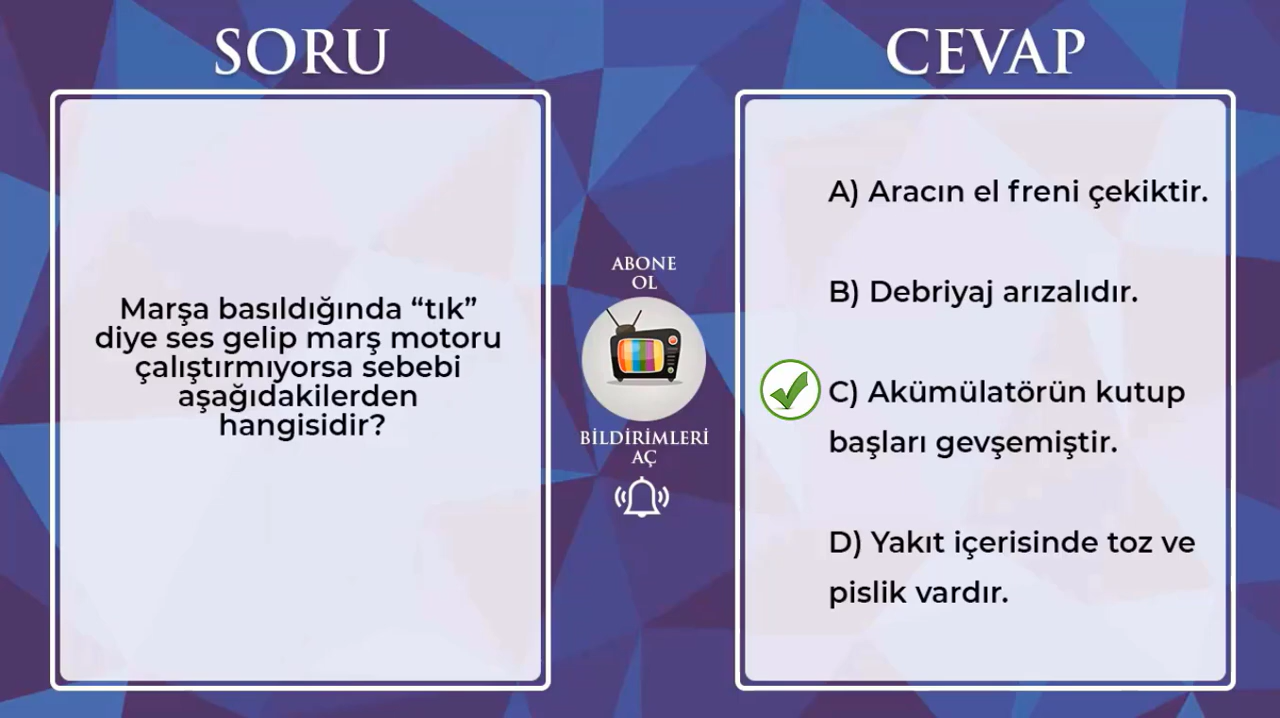 SORU
Marşa basıldığında “tık”
diye ses gelip marş motoru
çalıştırmıyorsa sebebi
aşağıdakilerden
hangisidir?
ABONE
OL
BİLDİRİMLERİ
AÇ
CEVAP
A) Aracın el freni çekiktir.
B) Debriyaj arızalıdır.
C) Akümülatörün kutup
başları gevşemiştir.
D) Yakıt içerisinde toz ve
pislik vardır.